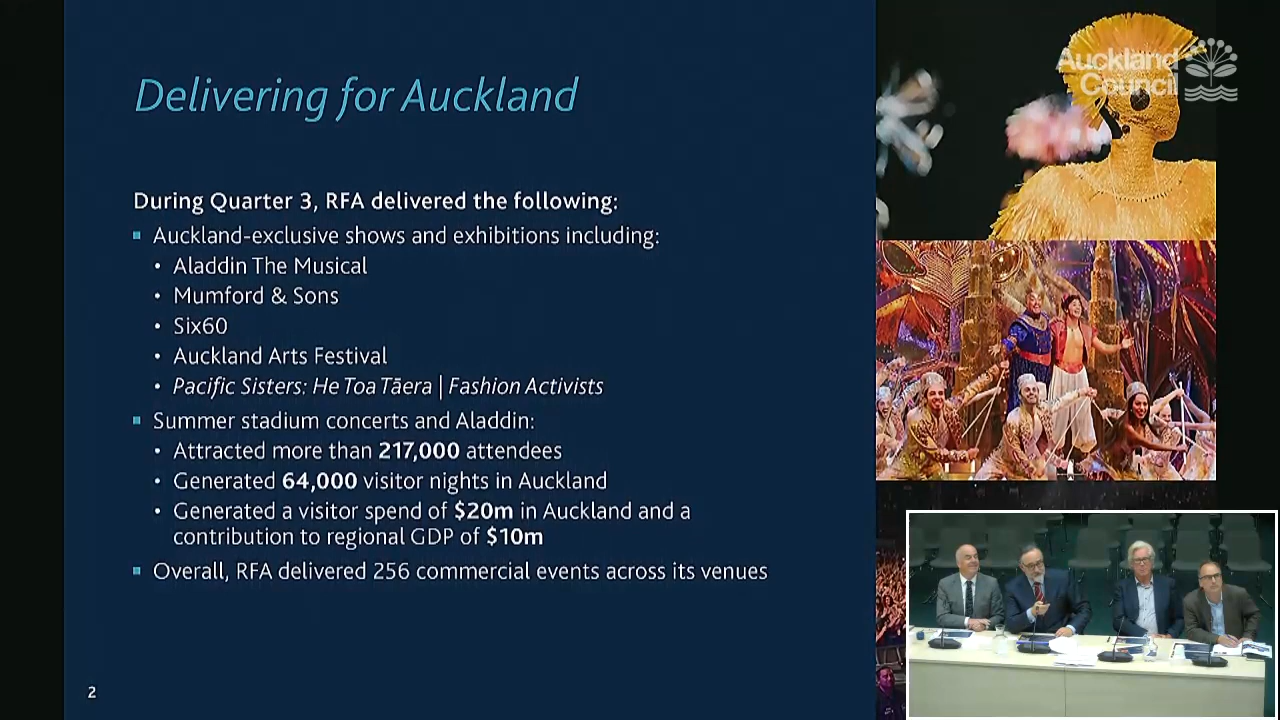 Delivering for Auckland
During Quarter 3, RFA delivered the following:
Auckland-exclusive shows and exhibitions including:
Aladdin The Musical
Mumford & Sons
Six60
Auckland Arts Festival
Pacific Sisters: He Toa Tāera | Fashion Activists
Summer stadium concerts and Aladdin:
Attracted more than 217,000 attendees
Generated 64,000 visitor nights in Auckland
Generated a visitor spend of $20m in Auckland and a
contribution to regional GDP of $10m
Overall, RFA delivered 256 commercial events across its venues
2
Auckland
Council